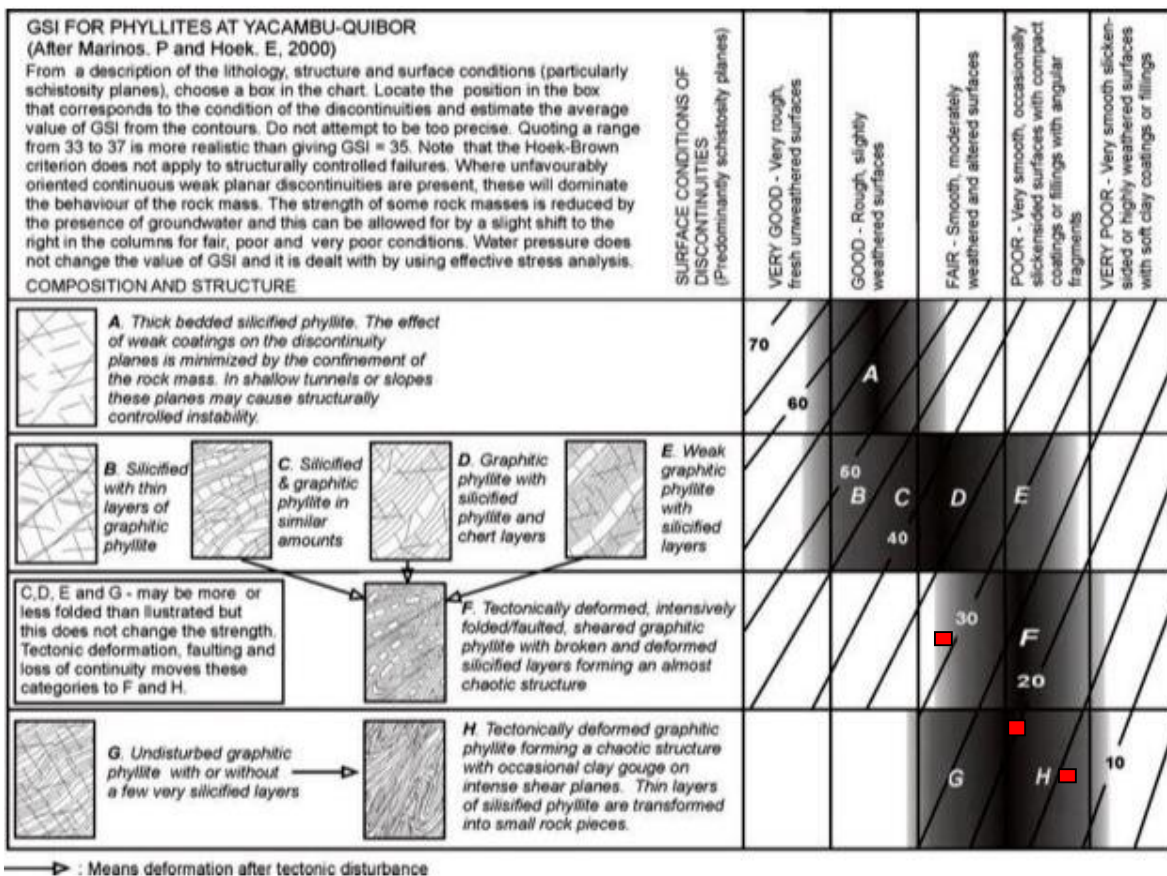 GSI FOR PHYLLITES AT YACAMBU-QUIBOR
(After Marinos. P and Hoek. E, 2000)
From a description of the lithology, structure and surface conditions (particularly
schistosity planes), choose a box in the chart. Locate the position in the box
that corresponds to the condition of the discontinuities and estimate the average
value of GSI from the contours. Do not attempt to be too precise. Quoting a range
from 33 to 37 is more realistic than giving GSI = 35. Note that the Hoek-Brown
criterion does not apply to structurally controlled failures. Where unfavourably
oriented continuous weak planar discontinuities are present, these will dominate
the behaviour of the rock mass. The strength of some rock masses is reduced by
the presence of groundwater and this can be allowed for by a slight shift to the
right in the columns for fair, poor and very poor conditions. Water pressure does
not change the value of GSI and it is dealt with by using effective stress analysis.
COMPOSITION AND STRUCTURE
SURFACE CONDITIONS OF
DISCONTINUITIES
(Predominantly schistosity planes)
VERY GOOD - Very rough,
fresh unweathered surfaces
GOOD - Rough, slightly
weathered surfaces
FAIR - Smooth, moderately
weathered and altered surfaces
POOR - Very smooth, occasionally
slickensided surfaces with compact
coatings or fillings with angular
fragments
VERY POOR - Very smooth slicken-
sided or highly weathered surfaces
with soft clay coatings or fillings
A. Thick bedded silicified phyllite. The effect
of weak coatings on the discontinuity
planes is minimized by the confinement of
the rock mass. In shallow tunnels or slopes
these planes may cause structurally
controlled instability.
70
60
A
B. Silicified
with thin
layers of
graphitic
phyllite
C. Silicified
& graphitic
phyllite in
similar
amounts
D. Graphitic
phyllite with
silicified
phyllite and
chert layers
E. Weak
graphitic
phyllite
with
silicified
layers
50
B C D E
40
C,D, E and G - may be more or
less folded than llustrated but
this does not change the strength.
Tectonic deformation, faulting and
loss of continuity moves these
categories to F and H.
F. Tectonically deformed, intensively
folded/faulted, sheared graphitic
phyllite with broken and deformed
silicified layers forming an almost
chaotic structure
30
F
20
G. Undisturbed graphitic
phyllite with or without
a few very silicified layers
H. Tectonically deformed graphitic
phyllite forming a chaotic structure
with occasional clay gouge on
intense shear planes. Thin layers
of silisified phyllite are transformed
into small rock pieces.
10
G H
: Means deformation after tectonic disturbance